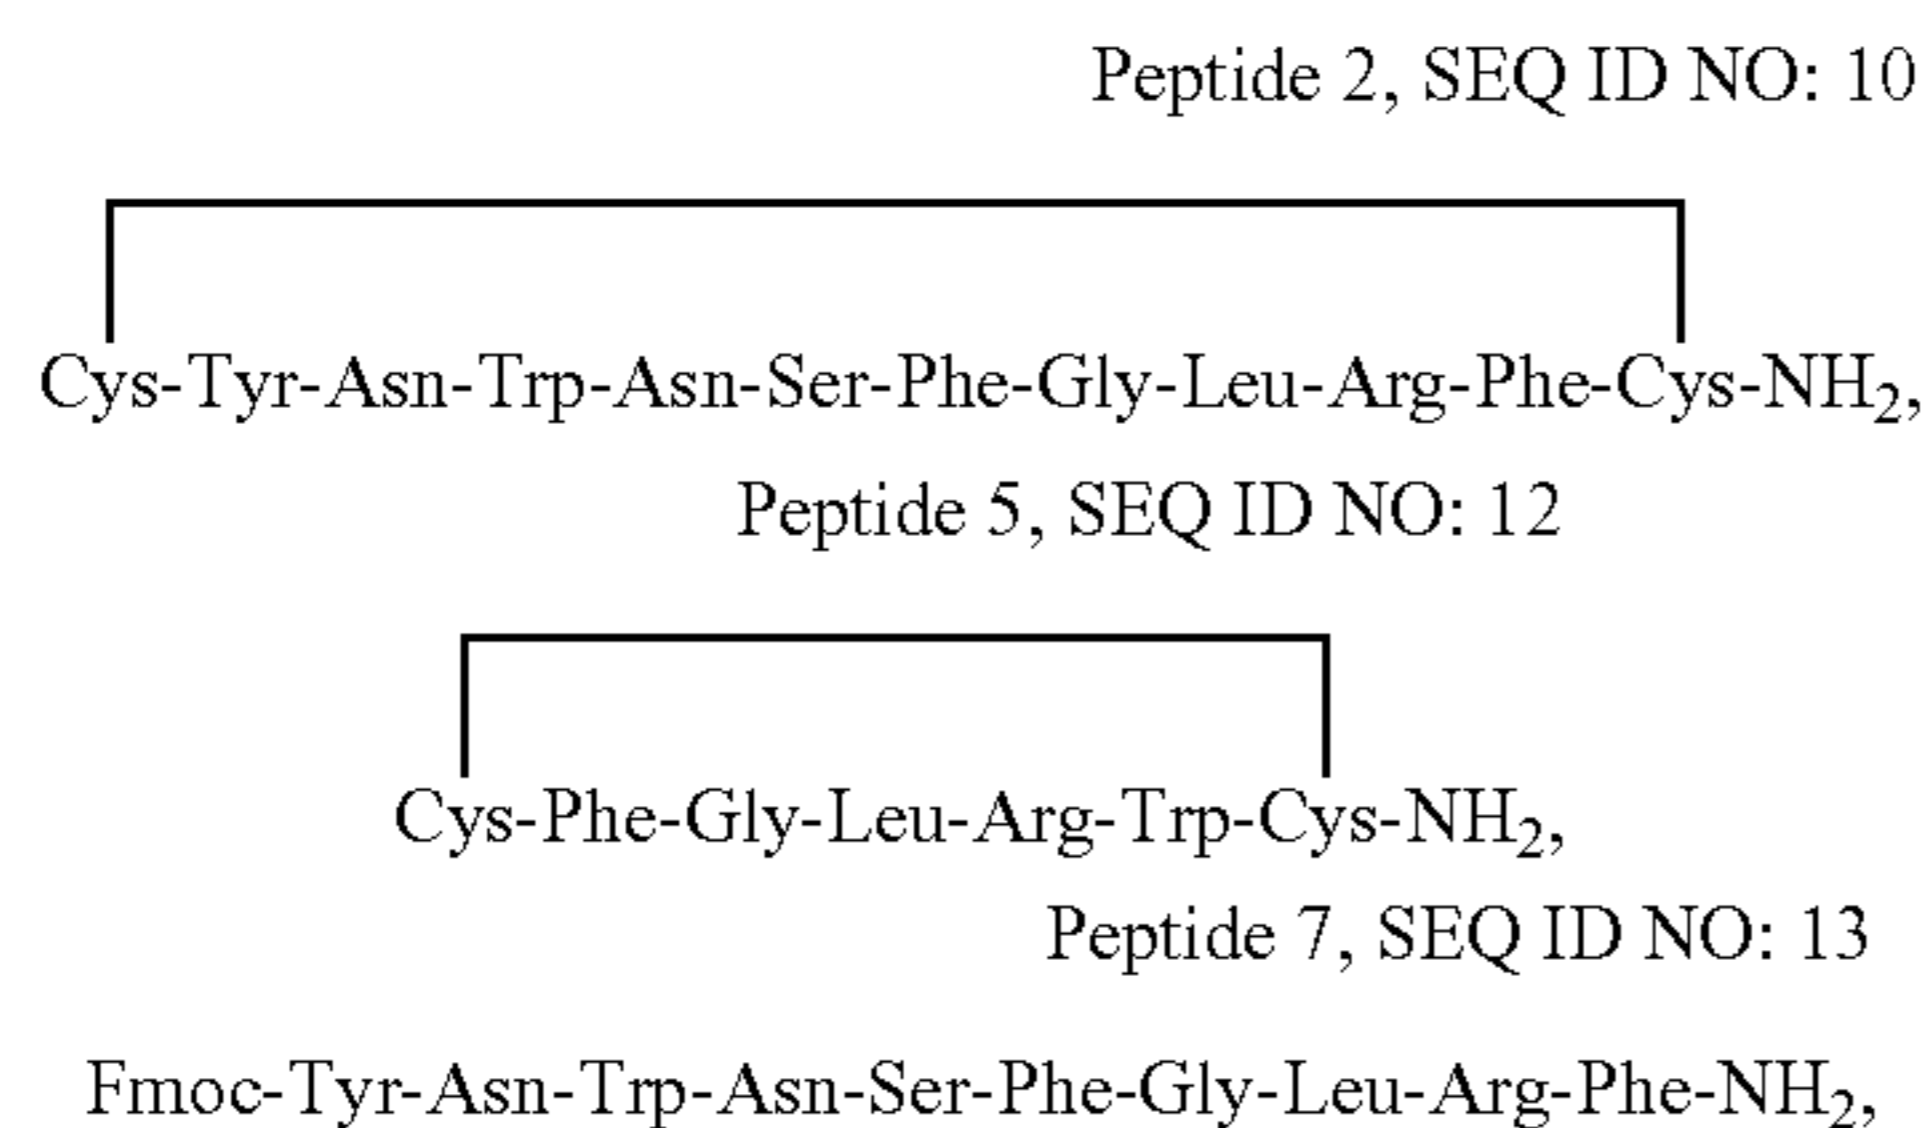 Peptide 2, SEQ ID NO: 10
Cys-Tyr-Asn-Trp-Asn-Ser-Phe-Gly-Leu-Arg-Phe-Cys-NH₂,
Peptide 5, SEQ ID NO: 12
Cys-Phe-Gly-Leu-Arg-Trp-Cys-NH₂,
Peptide 7, SEQ ID NO: 13
Fmoc-Tyr-Asn-Trp-Asn-Ser-Phe-Gly-Leu-Arg-Phe-NH₂,